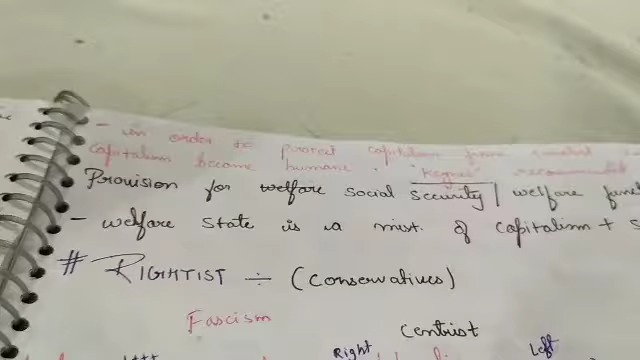 - in order to protect capitalism from
capitalism became humane. "Keynes" recommended
Provision for welfare social security / welfare
- welfare State is a mixt. of capitalism +
# RIGHTIST ÷ (Conservatives)
Fascism
Centrist
Right
Left